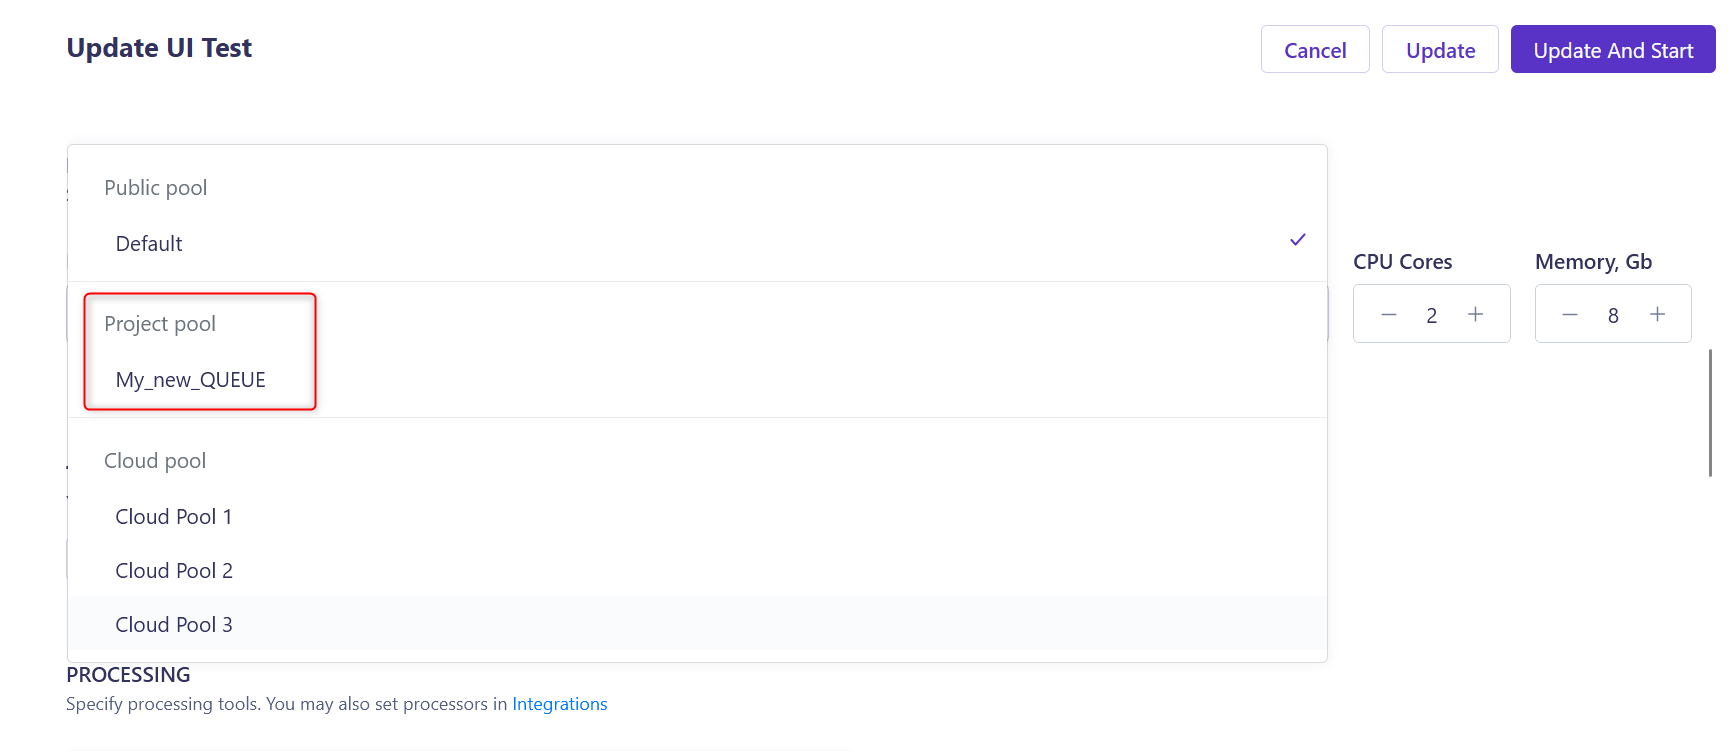 Update UI Test
Cancel
Update
Update And Start
Public pool
Default
CPU Cores
Memory, Gb
2
8
Project pool
My_new_QUEUE
Cloud pool
Cloud Pool 1
Cloud Pool 2
Cloud Pool 3
PROCESSING
Specify processing tools. You may also set processors in Integrations